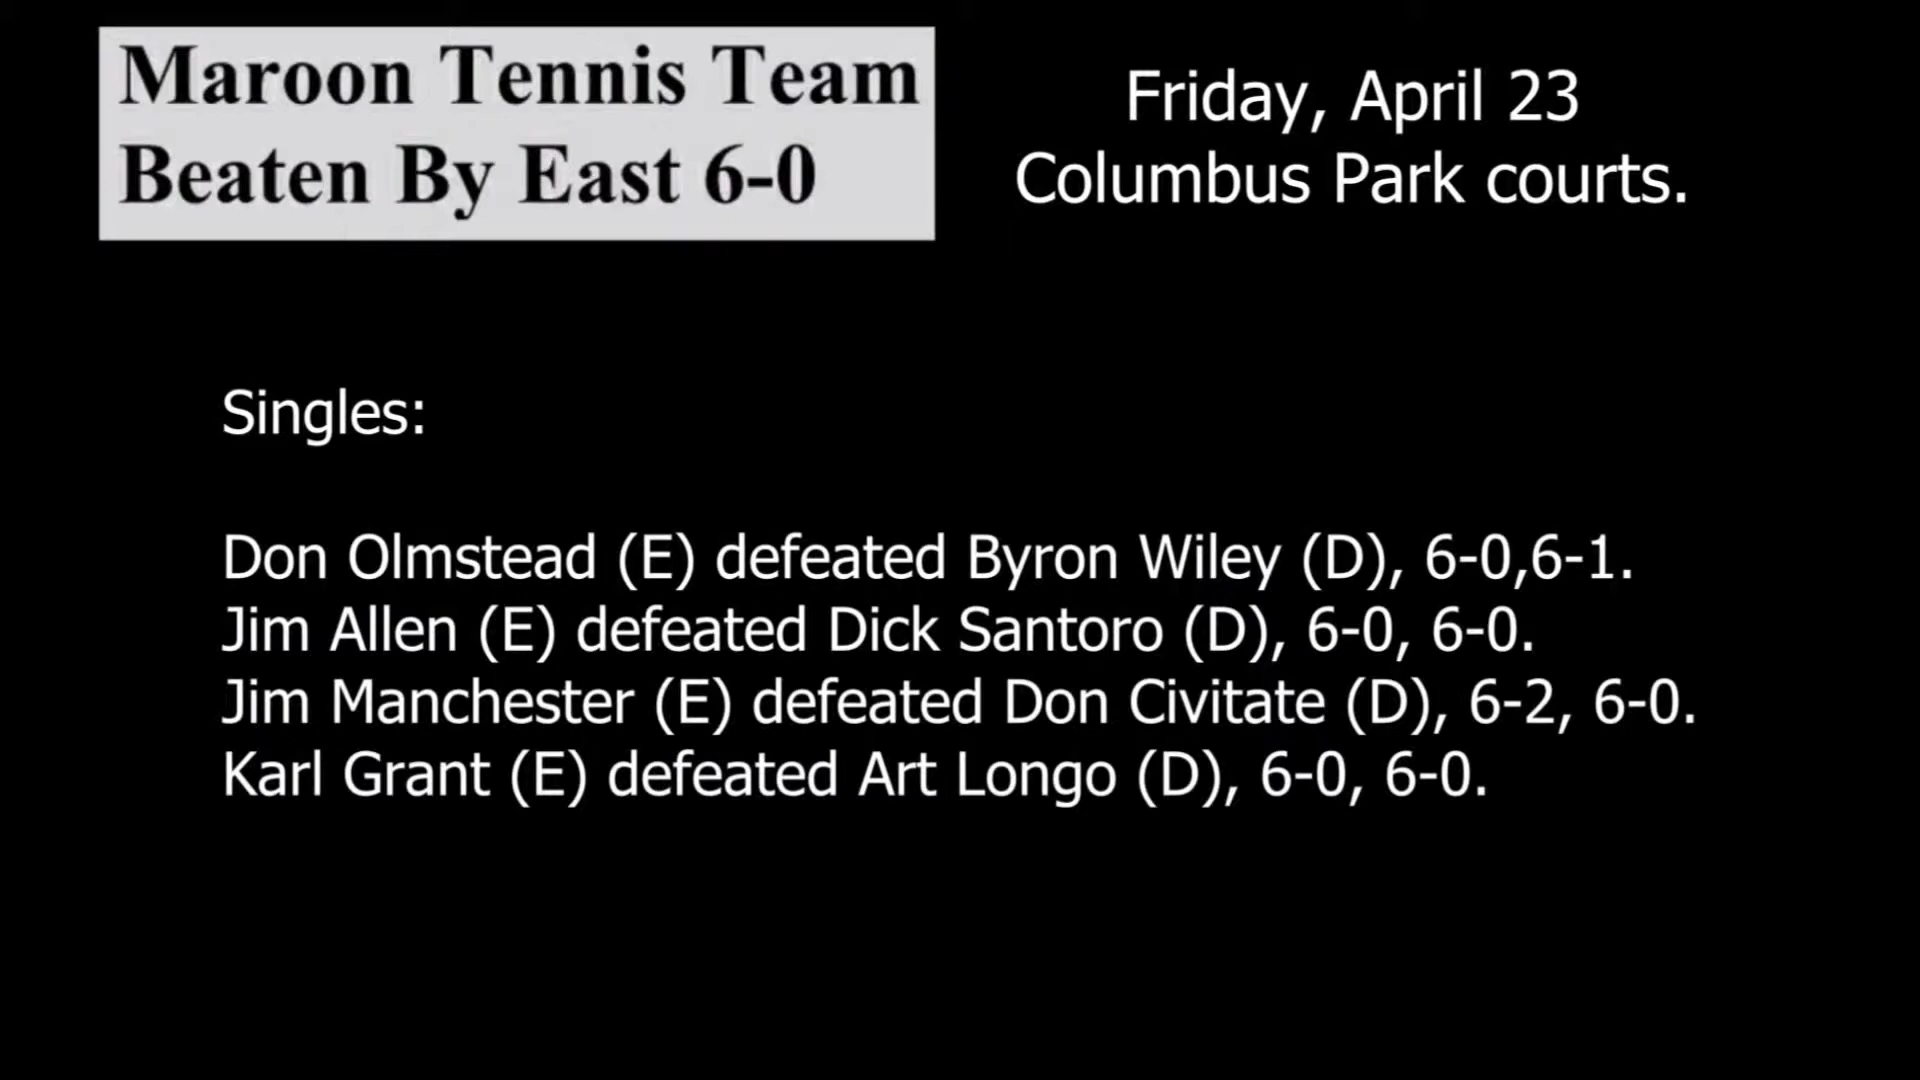 Maroon Tennis Team
Beaten By East 6-0
Friday, April 23
Columbus Park courts.
Singles:
Don Olmstead (E) defeated Byron Wiley (D), 6-0,6-1.
Jim Allen (E) defeated Dick Santoro (D), 6-0, 6-0.
Jim Manchester (E) defeated Don Civitate (D), 6-2, 6-0.
Karl Grant (E) defeated Art Longo (D), 6-0, 6-0.